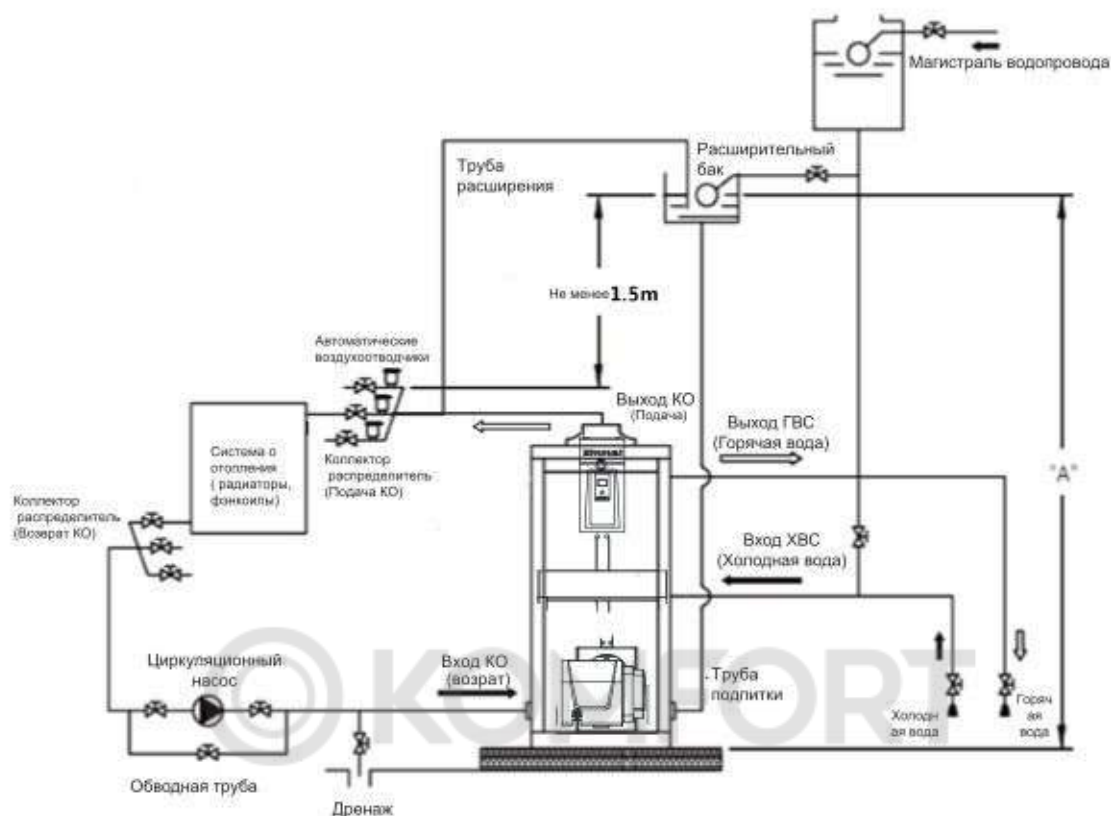 Магистраль водопровода
Расширительный
бак
Труба
расширения
Не менее 1.5m
Автоматические
воздухоотводчики
Выход КО
(Подача)
Выход ГВС
(Горячая вода)
"А"
Система о
отопления
( радиаторы,
фэнкоилы)
Коллектор
распределитель
(Подача КО)
Коллектор
распределитель
(Возврат КО)
Вход ХВС
(Холодная вода)
Циркуляционный
насос
Вход КО
(возрат)
Труба
подпитки
Холодн
ая вода
Горяч
ая вода
Обводная труба
Дренаж
© KOMFORT